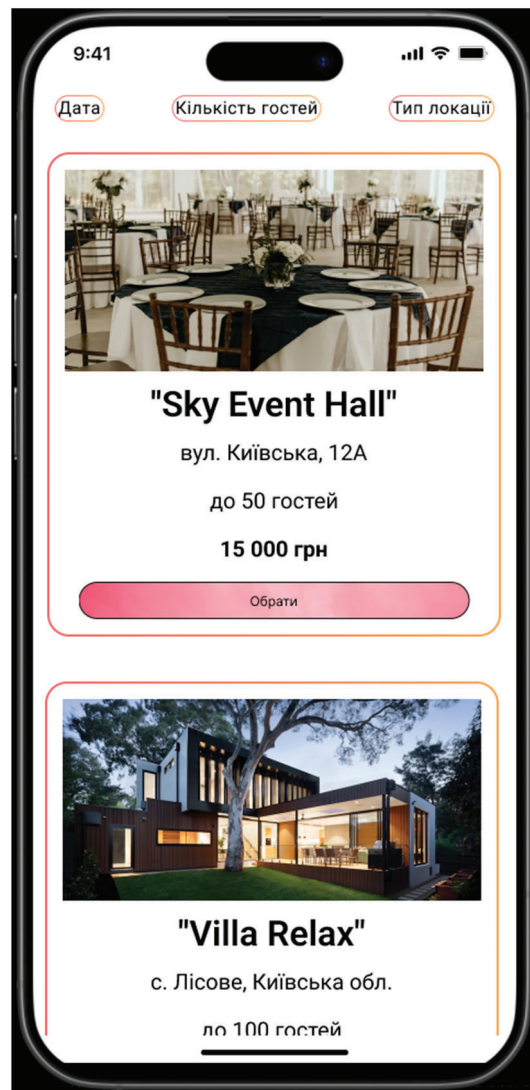 9:41
Дата Кількість гостей Тип локації
"Sky Event Hall"
вул. Київська, 12А
до 50 гостей
15 000 грн
Обрати
"Villa Relax"
с. Лісове, Київська обл.
до 100 гостей